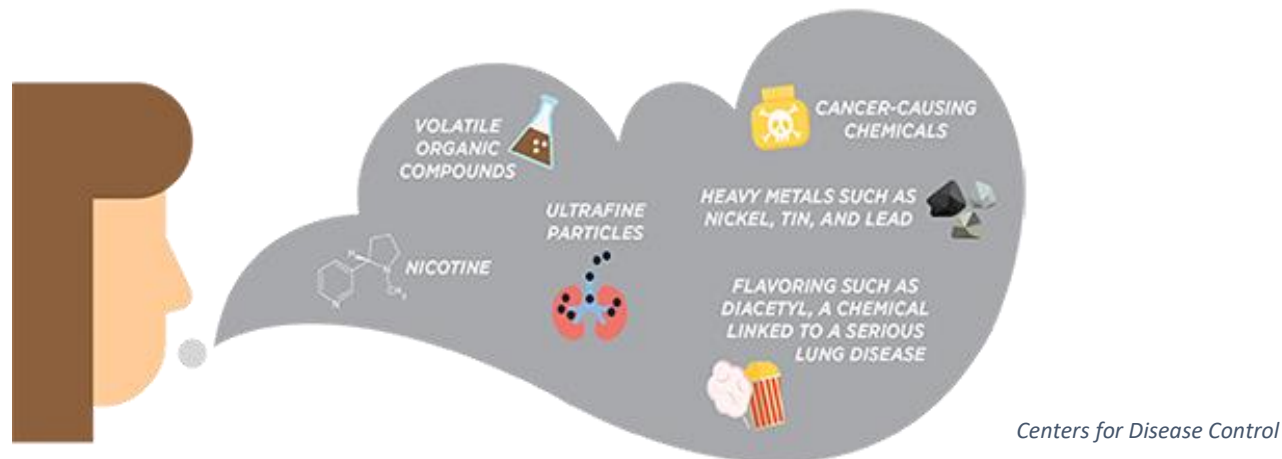 VOLATILE
ORGANIC
COMPOUNDS
CANCER-CAUSING
CHEMICALS
ULTRAFINE
PARTICLES
HEAVY METALS SUCH AS
NICKEL, TIN, AND LEAD
NICOTINE
H
N
CH₃
N
FLAVORING SUCH AS
DIACETYL, A CHEMICAL
LINKED TO A SERIOUS
LUNG DISEASE
Centers for Disease Control